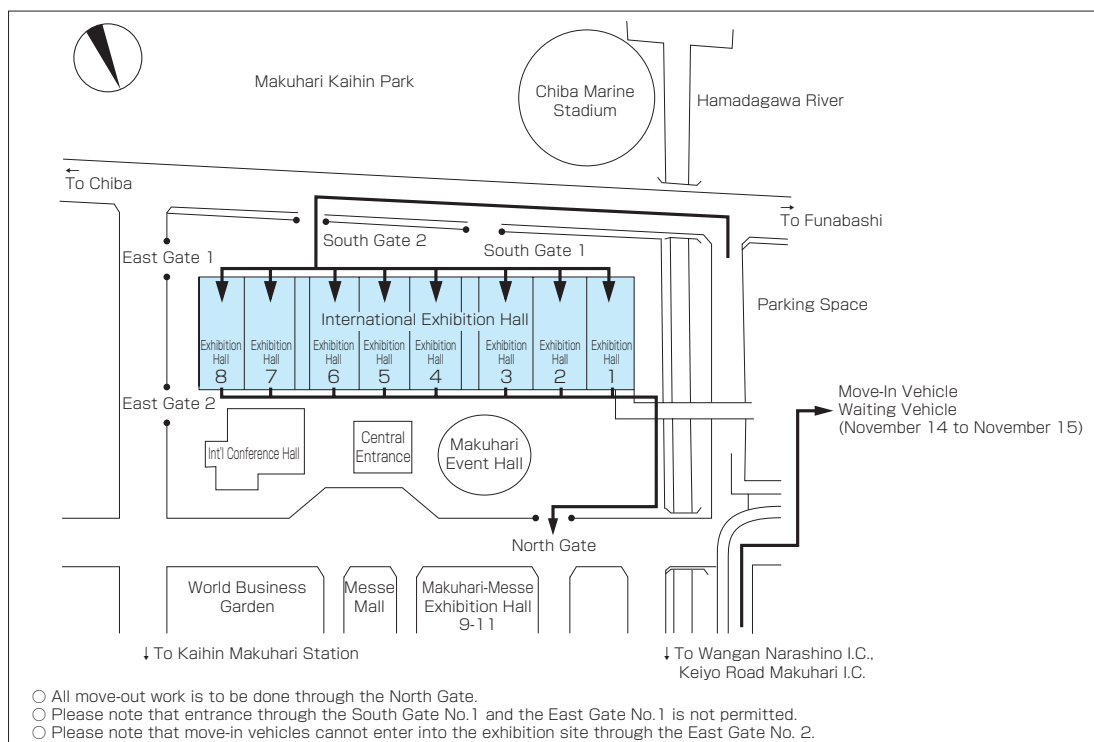 Makuhari Kaihin Park
Chiba Marine
Stadium
Hamadagawa River
←
To Chiba
→
To Funabashi
South Gate 2
South Gate 1
East Gate 1
Parking Space
International Exhibition Hall
Exhibition
Hall
8
Exhibition
Hall
7
Exhibition
Hall
6
Exhibition
Hall
5
Exhibition
Hall
4
Exhibition
Hall
3
Exhibition
Hall
2
Exhibition
Hall
1
East Gate 2
Move-In Vehicle
Waiting Vehicle
(November 14 to November 15)
Int'l Conference Hall
Central
Entrance
Makuhari
Event Hall
North Gate
World Business
Garden
Messe
Mall
Makuhari-Messe
Exhibition Hall
9-11
↓ To Kaihin Makuhari Station
↓ To Wangan Narashino I.C.,
Keiyo Road Makuhari I.C.
○ All move-out work is to be done through the North Gate.
○ Please note that entrance through the South Gate No.1 and the East Gate No.1 is not permitted.
○ Please note that move-in vehicles cannot enter into the exhibition site through the East Gate No. 2.